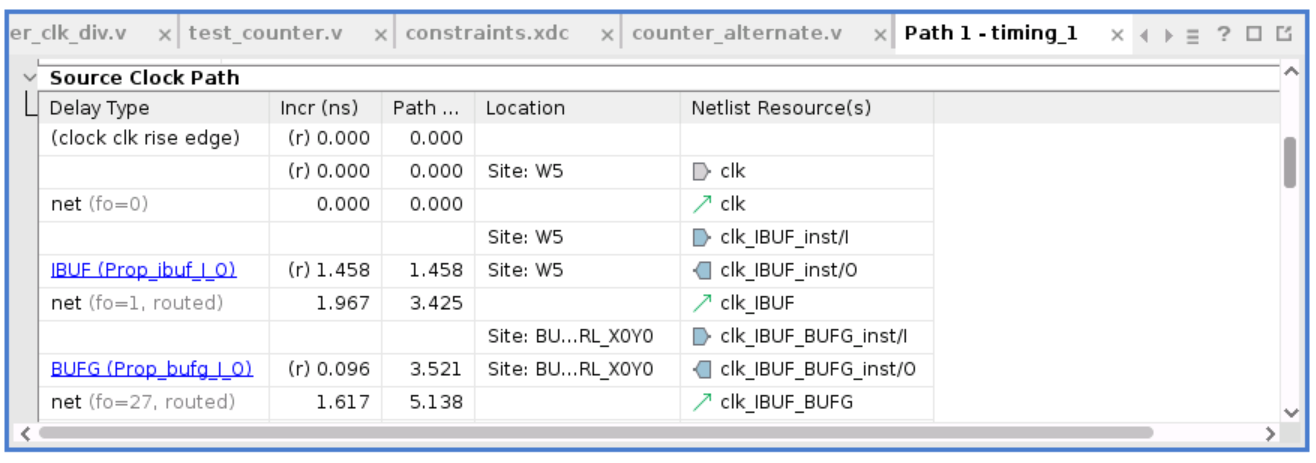 er_clk_div.v × test_counter.v × constraints.xdc × counter_alternate.v × Path 1 - timing_1 × ?
Source Clock Path
Delay Type Incr (ns) Path ... Location Netlist Resource(s)
(clock clk rise edge) (r) 0.000 0.000
(r) 0.000 0.000 Site: W5 clk
net (fo=0) 0.000 0.000 clk
Site: W5 clk_IBUF_inst/I
IBUF (Prop_ibuf_I_O) (r) 1.458 1.458 Site: W5 clk_IBUF_inst/O
net (fo=1, routed) 1.967 3.425 clk_IBUF
Site: BU...RL_X0Y0 clk_IBUF_BUFG_inst/I
BUFG (Prop_bufg_I_O) (r) 0.096 3.521 Site: BU...RL_X0Y0 clk_IBUF_BUFG_inst/O
net (fo=27, routed) 1.617 5.138 clk_IBUF_BUFG